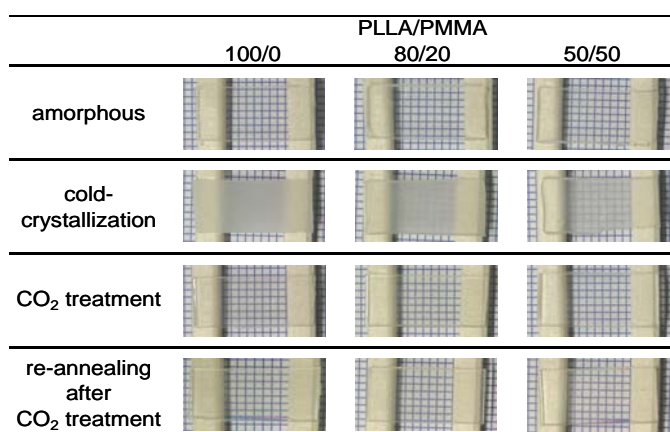 PLLA/PMMA
100/0 80/20 50/50
amorphous
cold-
crystallization
CO₂ treatment
re-annealing
after
CO₂ treatment